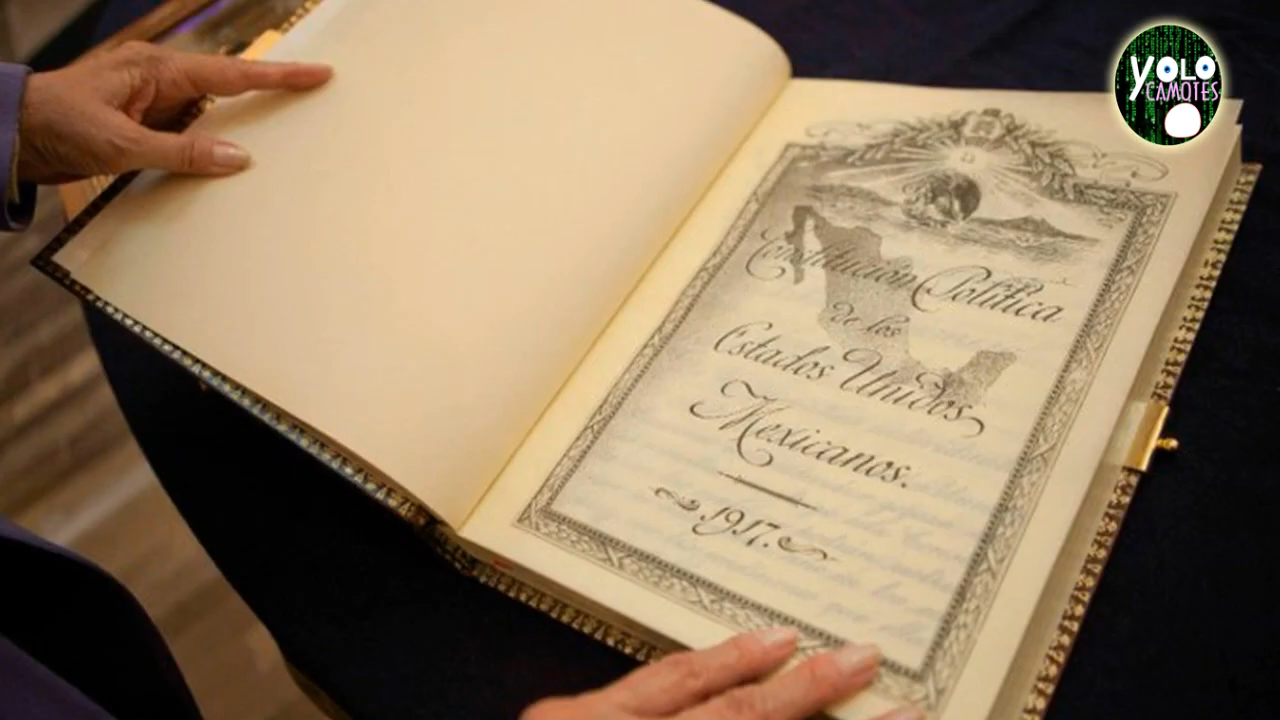 YOLO
CAMOTES
Constitución Política
de los
Estados Unidos
Mexicanos.
1917.